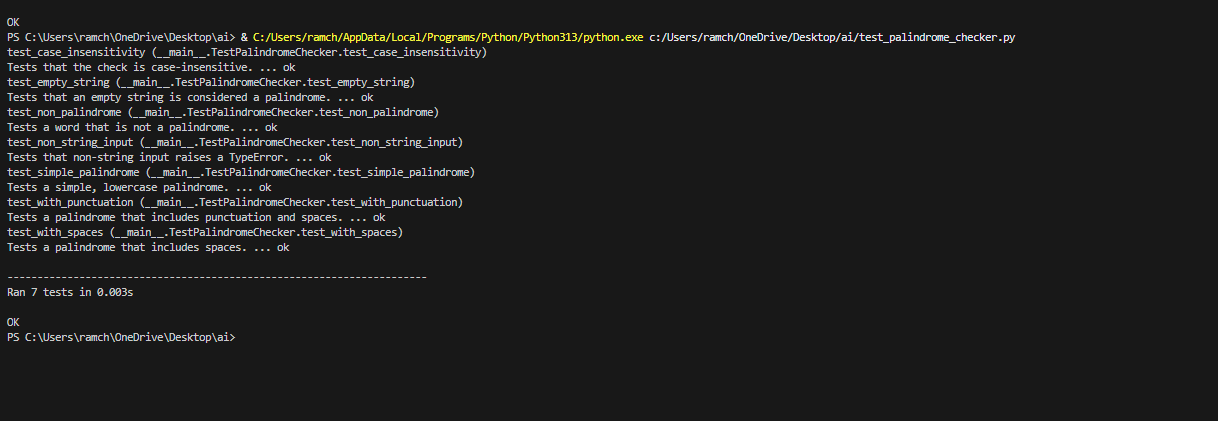 OK
PS C:\Users\ramch\OneDrive\Desktop\ai> & C:/Users/ramch/AppData/Local/Programs/Python/Python313/python.exe c:/Users/ramch/OneDrive/Desktop/ai/test_palindrome_checker.py
test_case_insensitivity (__main__.TestPalindromeChecker.test_case_insensitivity)
Tests that the check is case-insensitive. ... ok
test_empty_string (__main__.TestPalindromeChecker.test_empty_string)
Tests that an empty string is considered a palindrome. ... ok
test_non_palindrome (__main__.TestPalindromeChecker.test_non_palindrome)
Tests a word that is not a palindrome. ... ok
test_non_string_input (__main__.TestPalindromeChecker.test_non_string_input)
Tests that non-string input raises a TypeError. ... ok
test_simple_palindrome (__main__.TestPalindromeChecker.test_simple_palindrome)
Tests a simple, lowercase palindrome. ... ok
test_with_punctuation (__main__.TestPalindromeChecker.test_with_punctuation)
Tests a palindrome that includes punctuation and spaces. ... ok
test_with_spaces (__main__.TestPalindromeChecker.test_with_spaces)
Tests a palindrome that includes spaces. ... ok
----------------------------------------------------------------------
Ran 7 tests in 0.003s
OK
PS C:\Users\ramch\OneDrive\Desktop\ai>